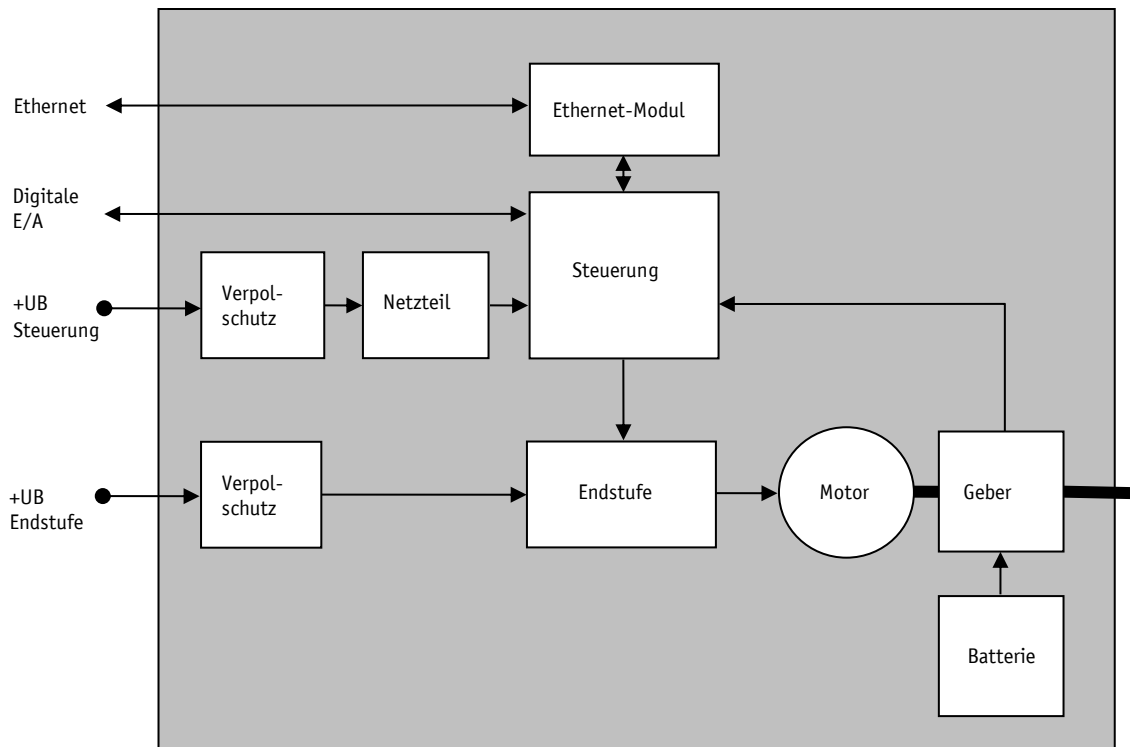 Ethernet
Ethernet-Modul
Digitale
E/A
Steuerung
+UB
Steuerung
Verpol-
schutz
Netzteil
+UB
Endstufe
Verpol-
schutz
Endstufe
Motor
Geber
Batterie